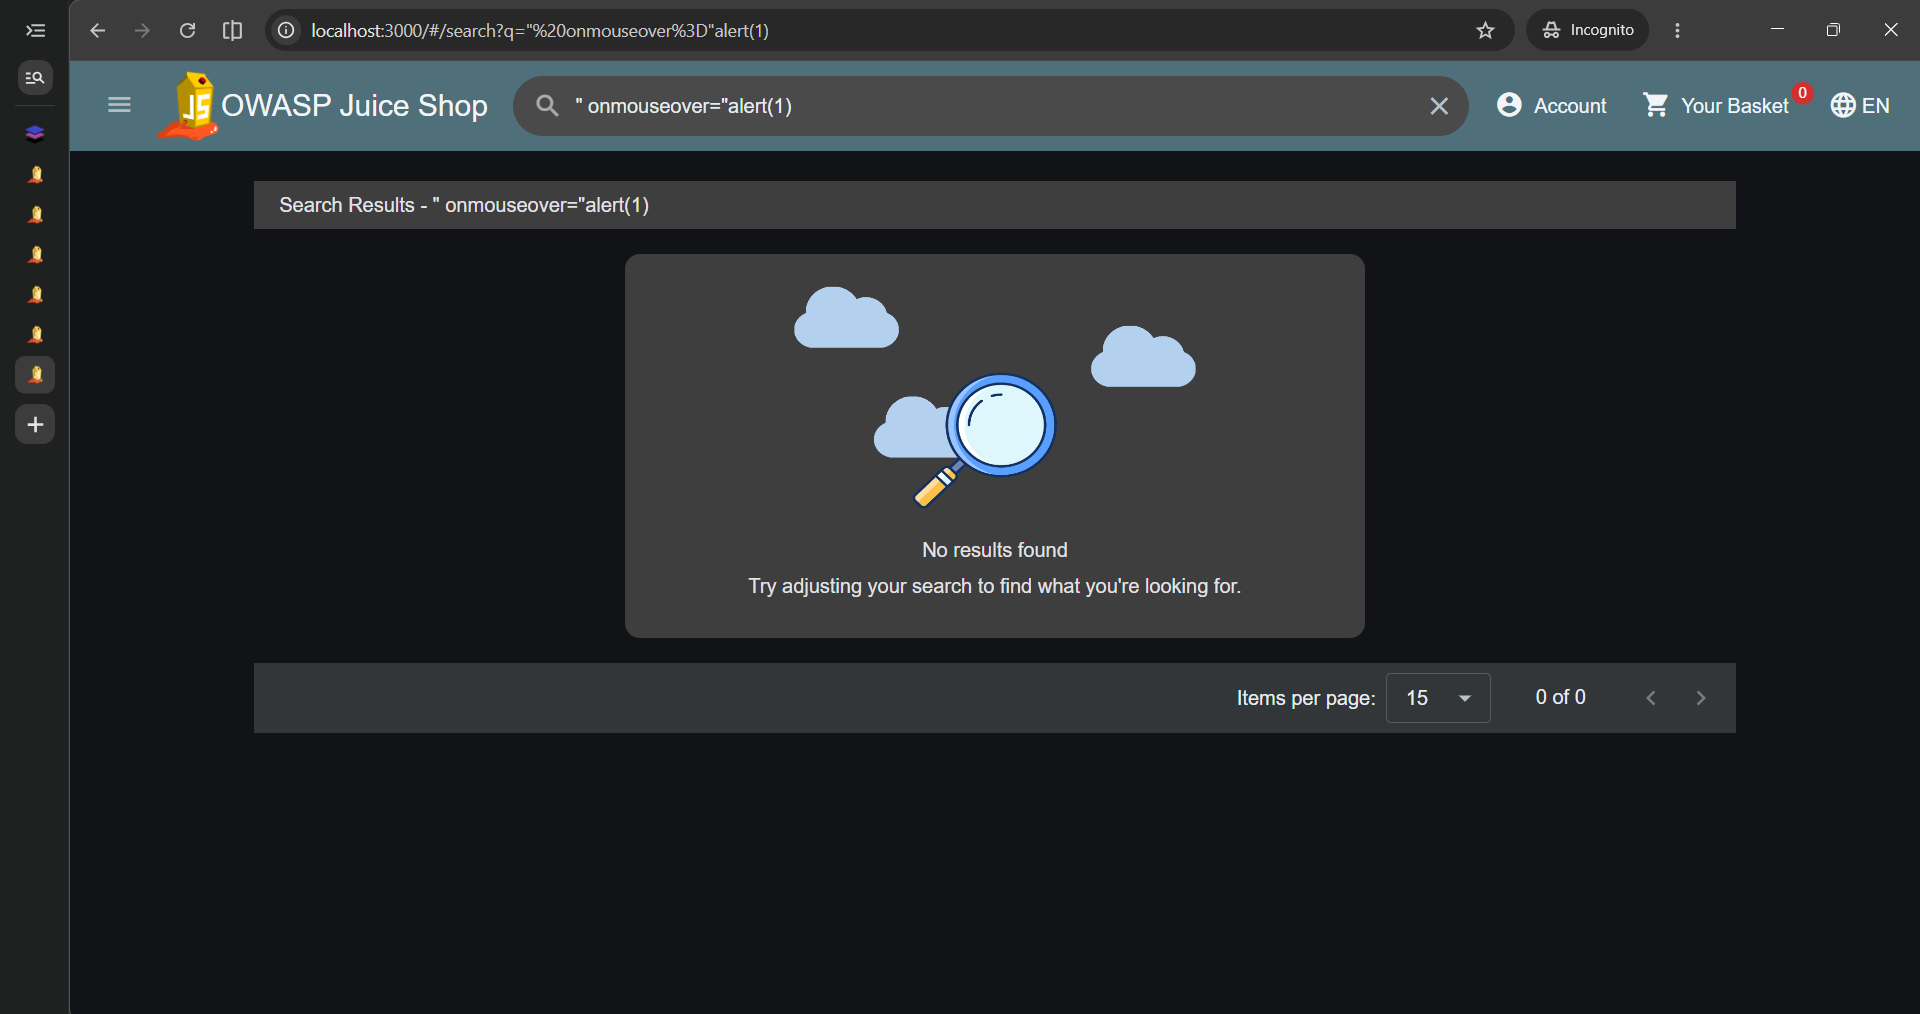 localhost:3000/#/search?q="%20onmouseover%3D"alert(1)
Incognito
JS
OWASP Juice Shop
" onmouseover="alert(1)
Account
Your Basket
0
EN
Search Results - " onmouseover="alert(1)
No results found
Try adjusting your search to find what you're looking for.
Items per page: 15 0 of 0